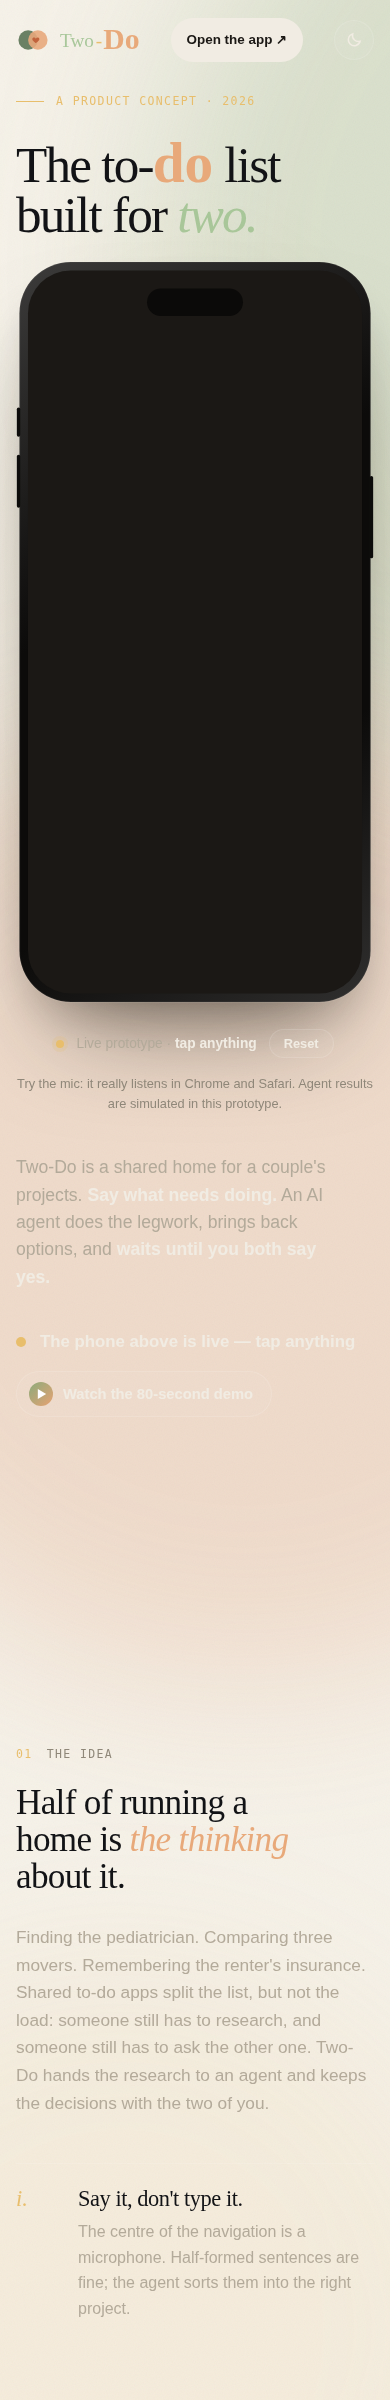 Two-Do
Open the app ↗
A PRODUCT CONCEPT · 2026
The to-do list
built for two.
Live prototype tap anything
Reset
Try the mic: it really listens in Chrome and Safari. Agent results
are simulated in this prototype.
Two-Do is a shared home for a couple's
projects. Say what needs doing. An AI
agent does the legwork, brings back
options, and waits until you both say
yes.
The phone above is live — tap anything
Watch the 80-second demo
01 THE IDEA
Half of running a
home is the thinking
about it.
Finding the pediatrician. Comparing three
movers. Remembering the renter's insurance.
Shared to-do apps split the list, but not the
load: someone still has to research, and
someone still has to ask the other one. Two-
Do hands the research to an agent and keeps
the decisions with the two of you.
i. Say it, don't type it.
The centre of the navigation is a
microphone. Half-formed sentences are
fine; the agent sorts them into the right
project.